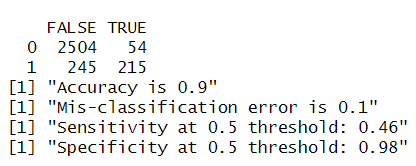 FALSE TRUE
0 2504 54
1 245 215
[1] "Accuracy is 0.9"
[1] "Mis-classification error is 0.1"
[1] "Sensitivity at 0.5 threshold: 0.46"
[1] "Specificity at 0.5 threshold: 0.98"